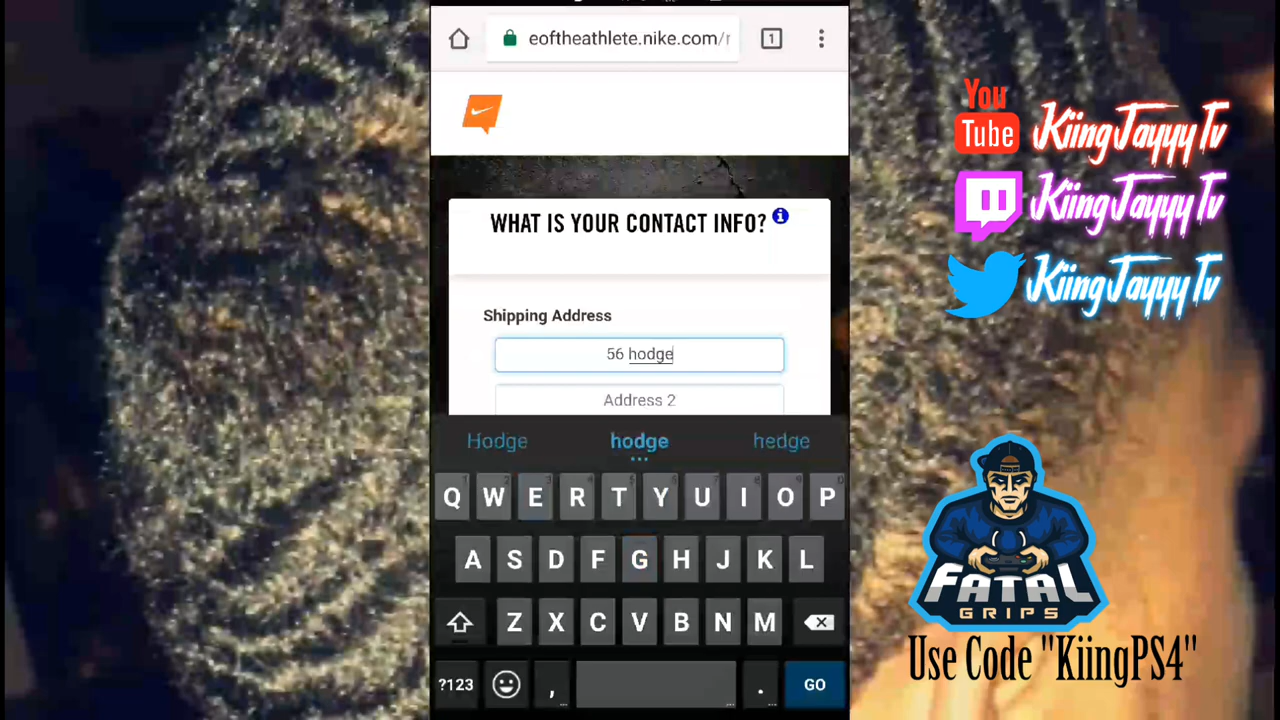 eoftheathlete.nike.com/r
1
WHAT IS YOUR CONTACT INFO?
i
Shipping Address
56 hodge
Address 2
Hodge hodge hedge
Q W E R T Y U I O P
A S D F G H J K L
Z X C V B N M
?123 , . GO
You
Tube
KiingJayyyTv
KiingJayyyTv
KiingJayyyTv
FATAL
GRIPS
Use Code "KiingPS4"